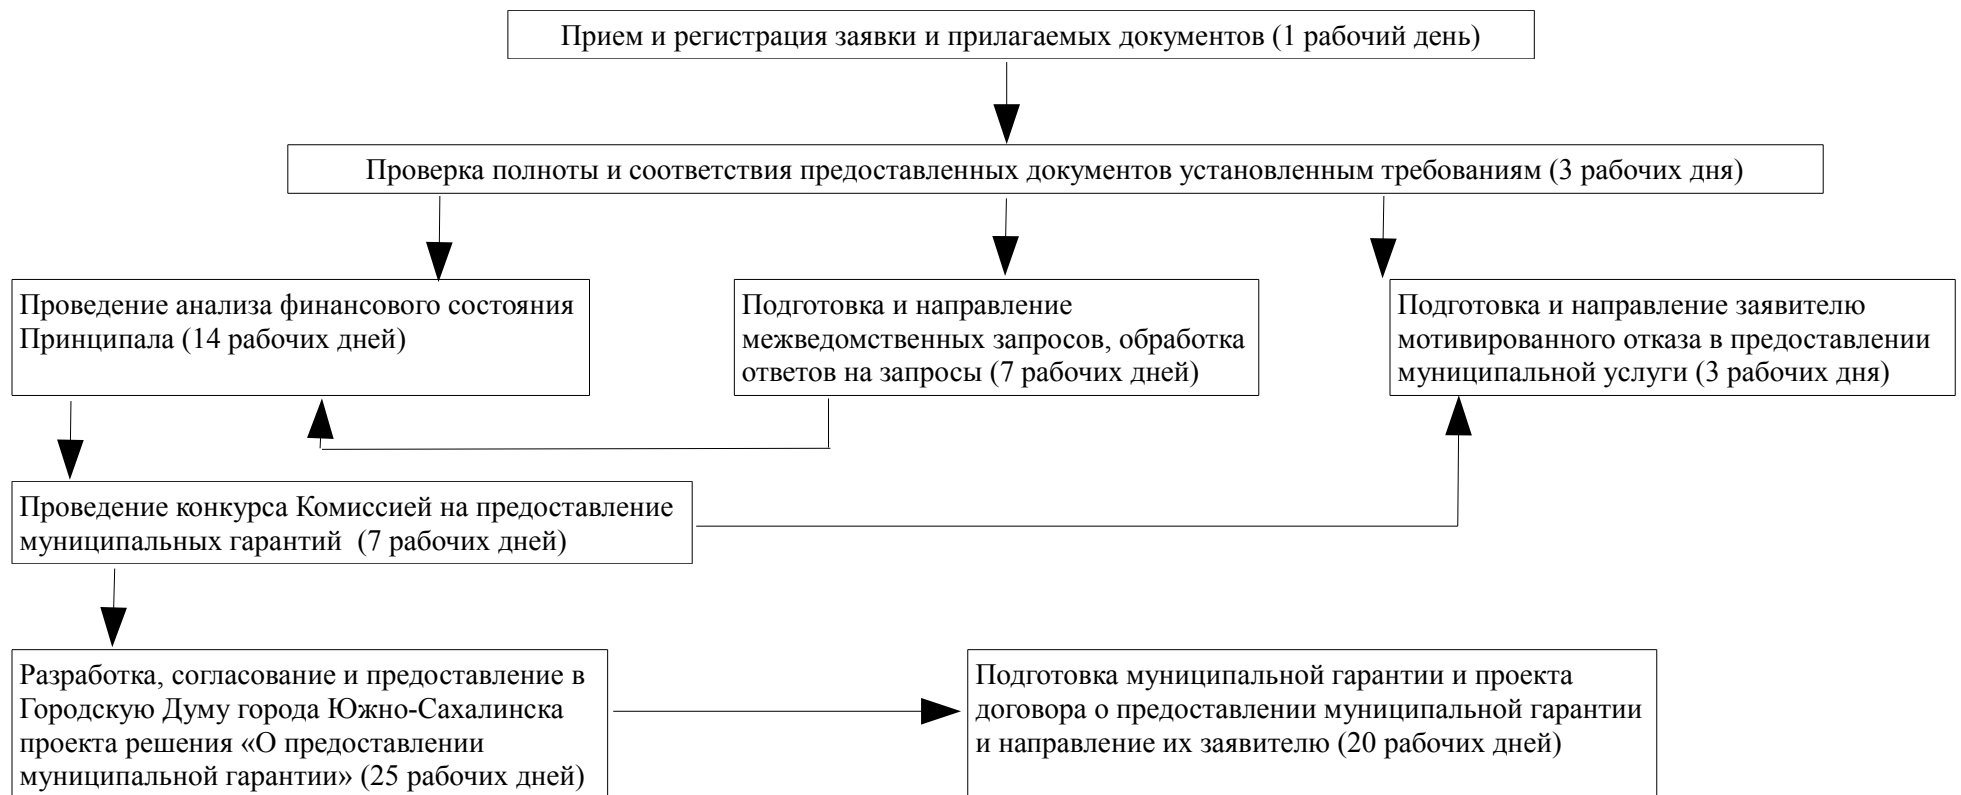 Прием и регистрация заявки и прилагаемых документов (1 рабочий день)
Проверка полноты и соответствия предоставленных документов установленным требованиям (3 рабочих дня)
Проведение анализа финансового состояния
Принципала (14 рабочих дней)
Подготовка и направление
межведомственных запросов, обработка
ответов на запросы (7 рабочих дней)
Подготовка и направление заявителю
мотивированного отказа в предоставлении
муниципальной услуги (3 рабочих дня)
Проведение конкурса Комиссией на предоставление
муниципальных гарантий  (7 рабочих дней)
Разработка, согласование и предоставление в
Городскую Думу города Южно-Сахалинска
проекта решения «О предоставлении
муниципальной гарантии» (25 рабочих дней)
Подготовка муниципальной гарантии и проекта
договора о предоставлении муниципальной гарантии
и направление их заявителю (20 рабочих дней)